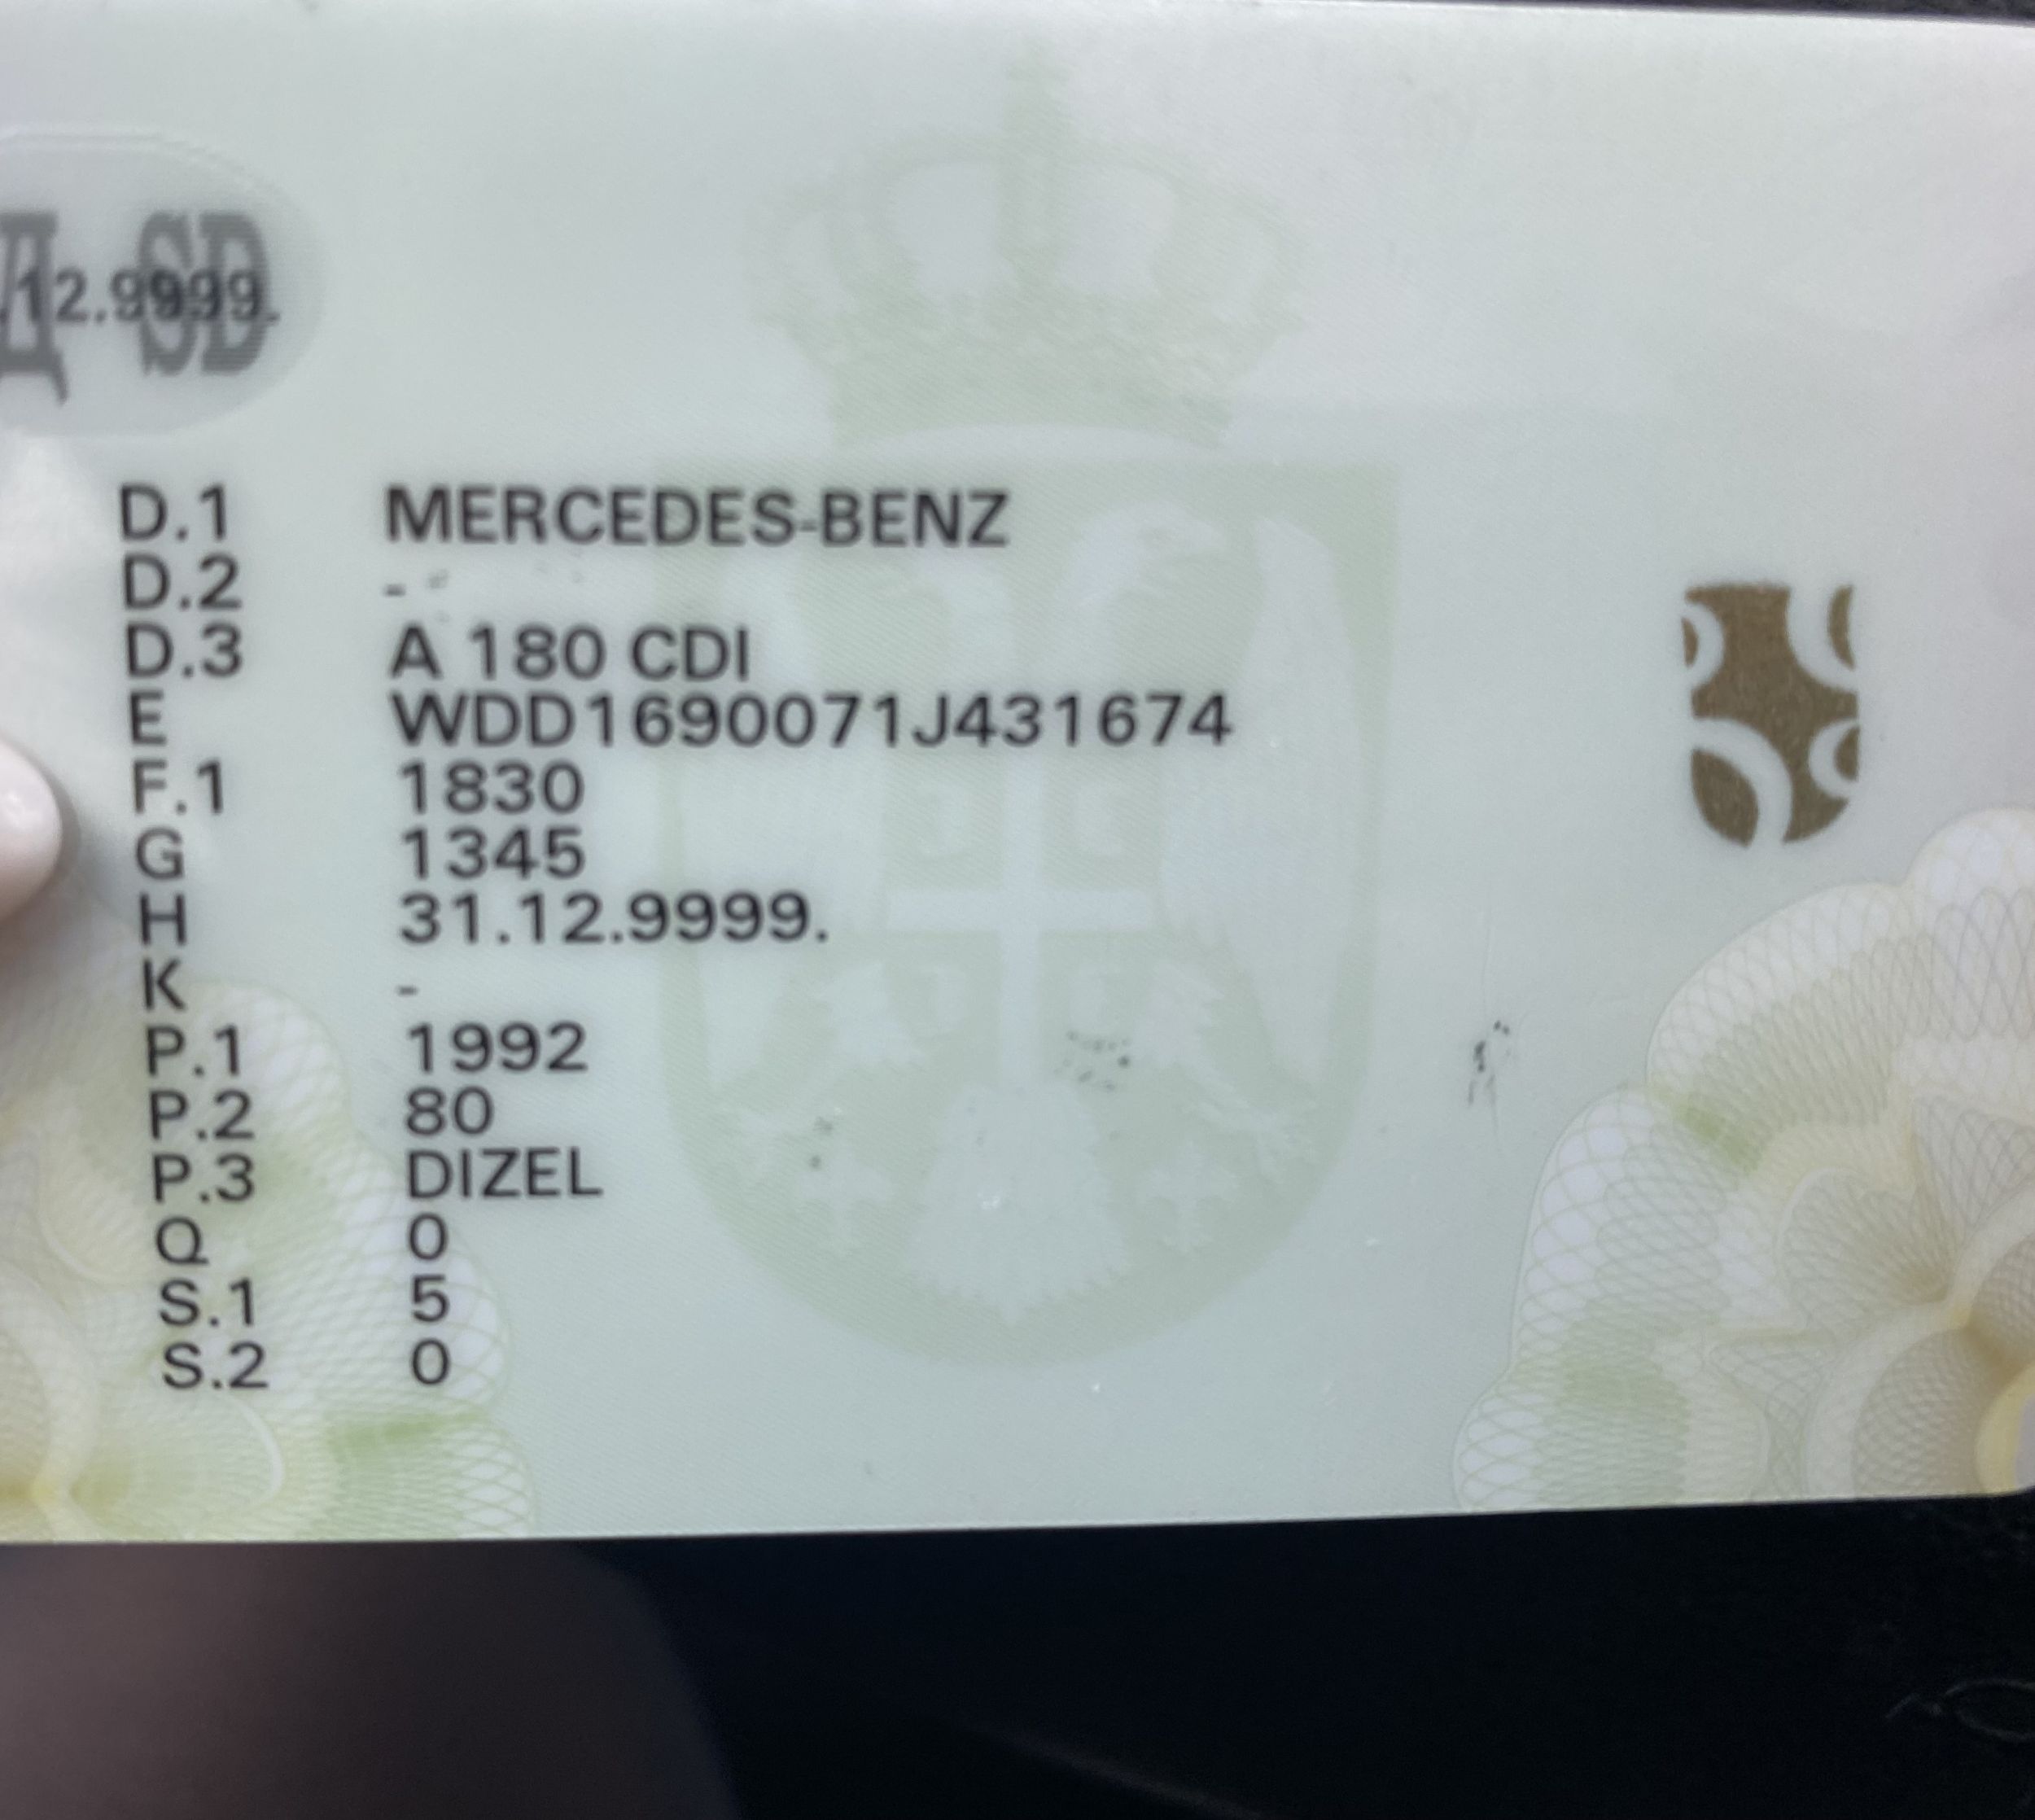 Д SD
12.9999.
D.1 MERCEDES-BENZ
D.2 -
D.3 A 180 CDI
E WDD1690071J431674
F.1 1830
G 1345
H 31.12.9999.
K -
P.1 1992
P.2 80
P.3 DIZEL
Q 0
S.1 5
S.2 0